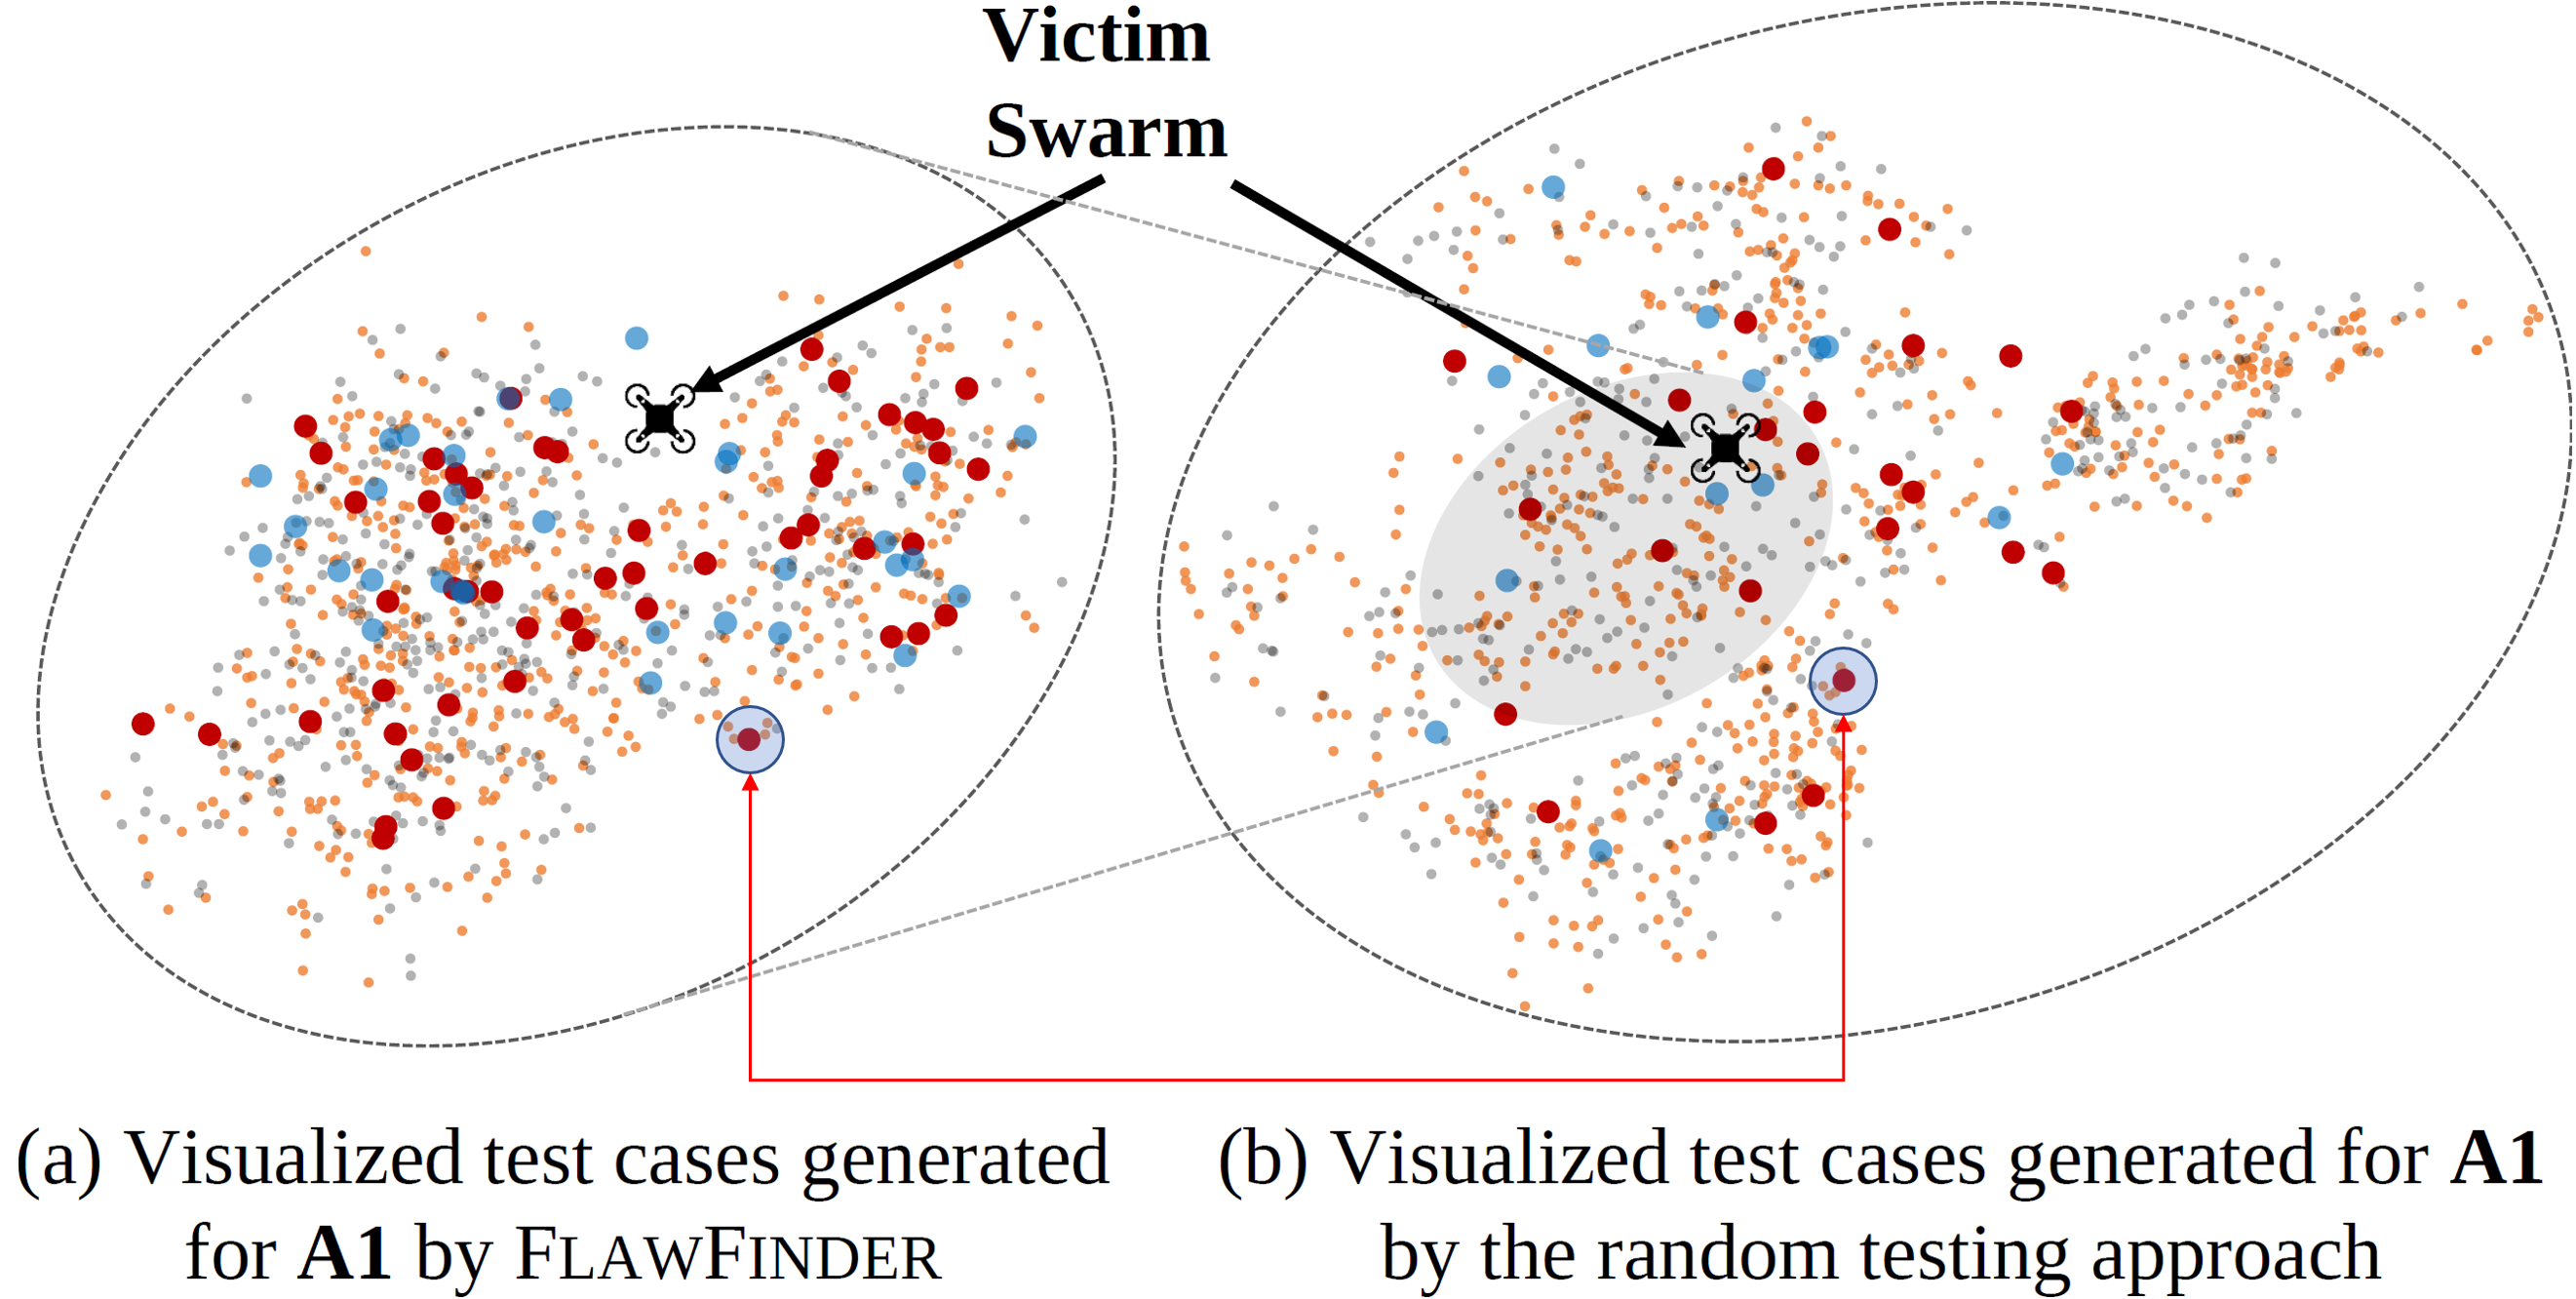 Victim
Swarm
(a) Visualized test cases generated
for A1 by FLAWFINDER
(b) Visualized test cases generated for A1
by the random testing approach